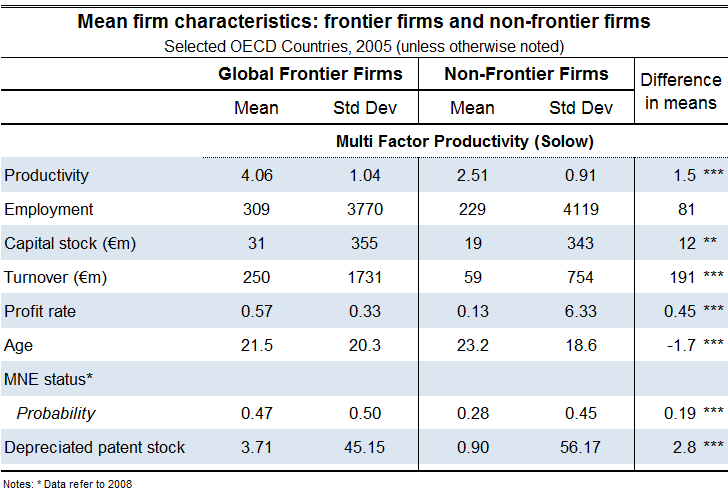 Mean firm characteristics: frontier firms and non-frontier firms
Selected OECD Countries, 2005 (unless otherwise noted)
Global Frontier Firms Non-Frontier Firms Difference in means
Mean Std Dev Mean Std Dev
Multi Factor Productivity (Solow)
Productivity 4.06 1.04 2.51 0.91 1.5 ***
Employment 309 3770 229 4119 81
Capital stock (€m) 31 355 19 343 12 **
Turnover (€m) 250 1731 59 754 191 ***
Profit rate 0.57 0.33 0.13 6.33 0.45 ***
Age 21.5 20.3 23.2 18.6 -1.7 ***
MNE status*
Probability 0.47 0.50 0.28 0.45 0.19 ***
Depreciated patent stock 3.71 45.15 0.90 56.17 2.8 ***
Notes: * Data refer to 2008